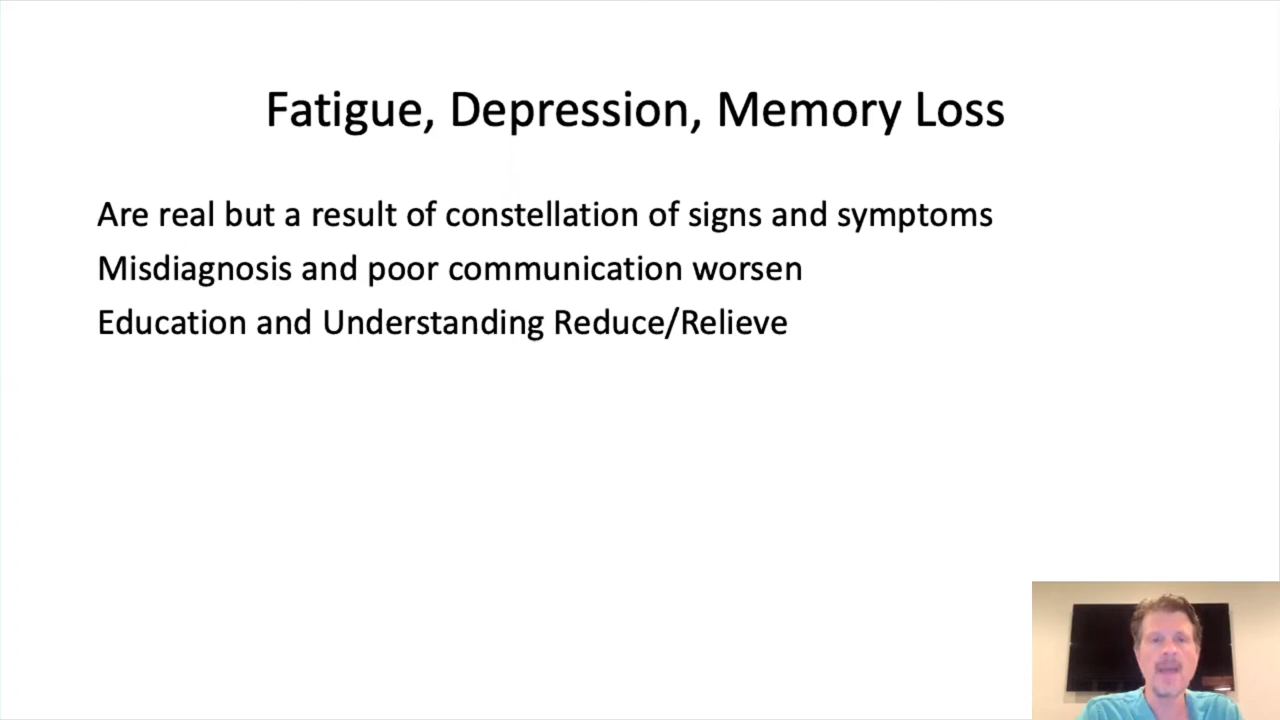 Fatigue, Depression, Memory Loss
Are real but a result of constellation of signs and symptoms
Misdiagnosis and poor communication worsen
Education and Understanding Reduce/Relieve